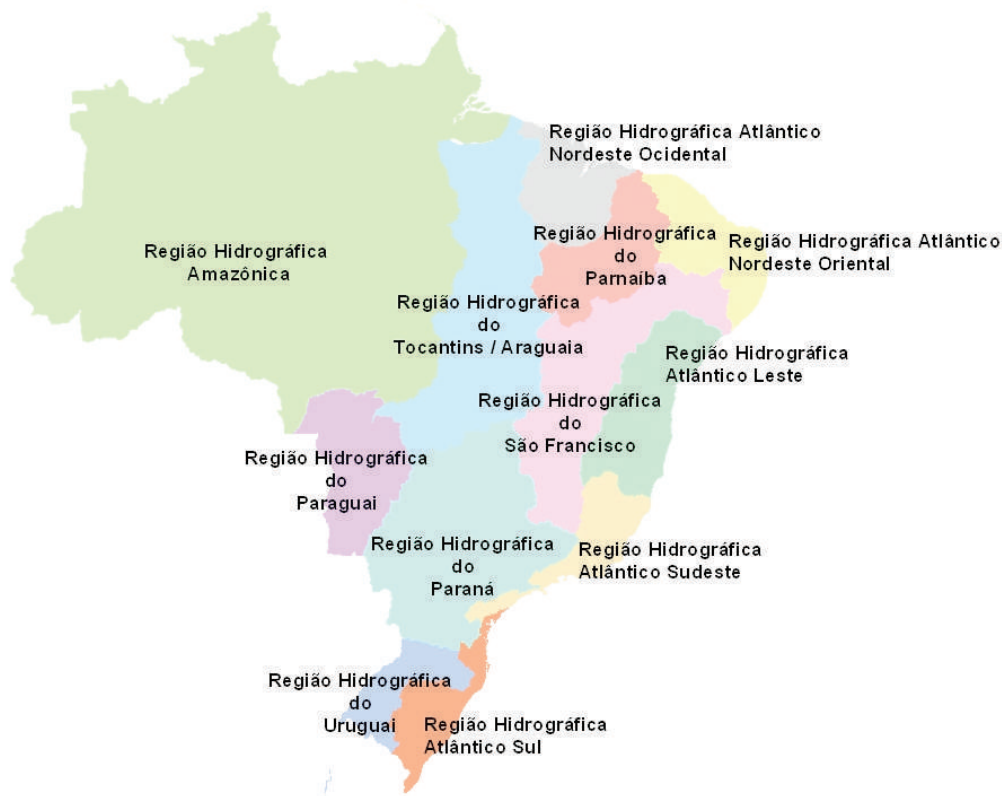 Região Hidrográfica Atlântico
Nordeste Ocidental
Região Hidrográfica
do
Parnaíba
Região Hidrográfica Atlântico
Nordeste Oriental
Região Hidrográfica
Amazônica
Região Hidrográfica
do
Tocantins / Araguaia
Região Hidrográfica
Atlântico Leste
Região Hidrográfica
do
São Francisco
Região Hidrográfica
do
Paraguai
Região Hidrográfica
do
Paraná
Região Hidrográfica
Atlântico Sudeste
Região Hidrográfica
do
Uruguai
Região Hidrográfica
Atlântico Sul